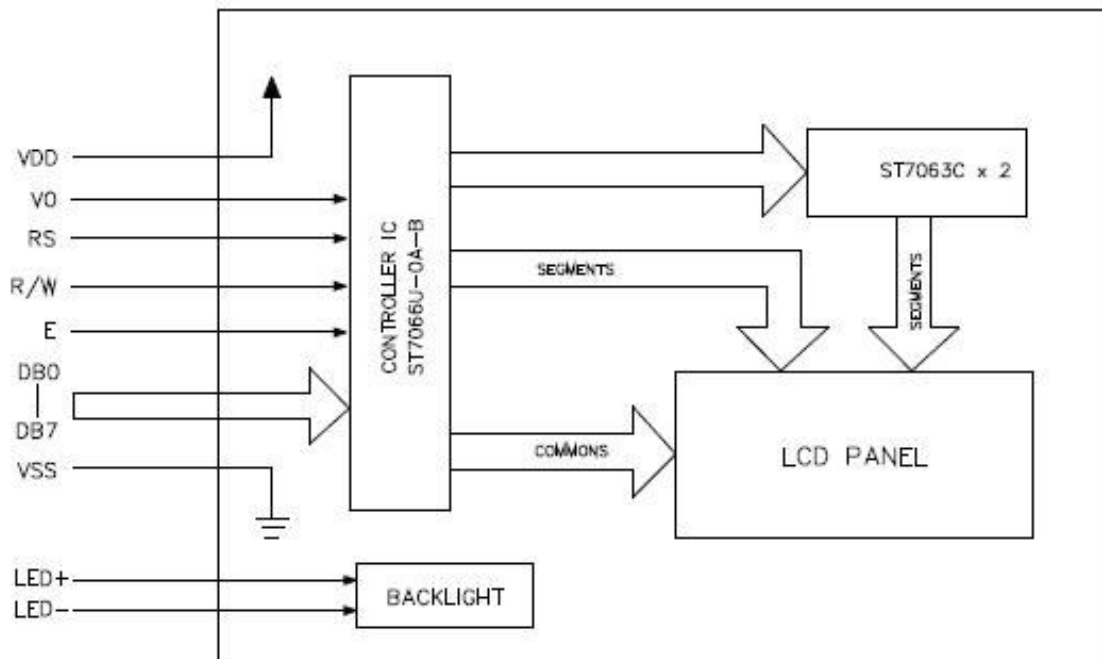 VDD
V0
RS
R/W
E
DB0
DB7
VSS
LED+
LED-
CONTROLLER IC
ST7066U-0A-B
ST7063C x 2
SEGMENTS
SEGMENTS
COMMONS
LCD PANEL
BACKLIGHT